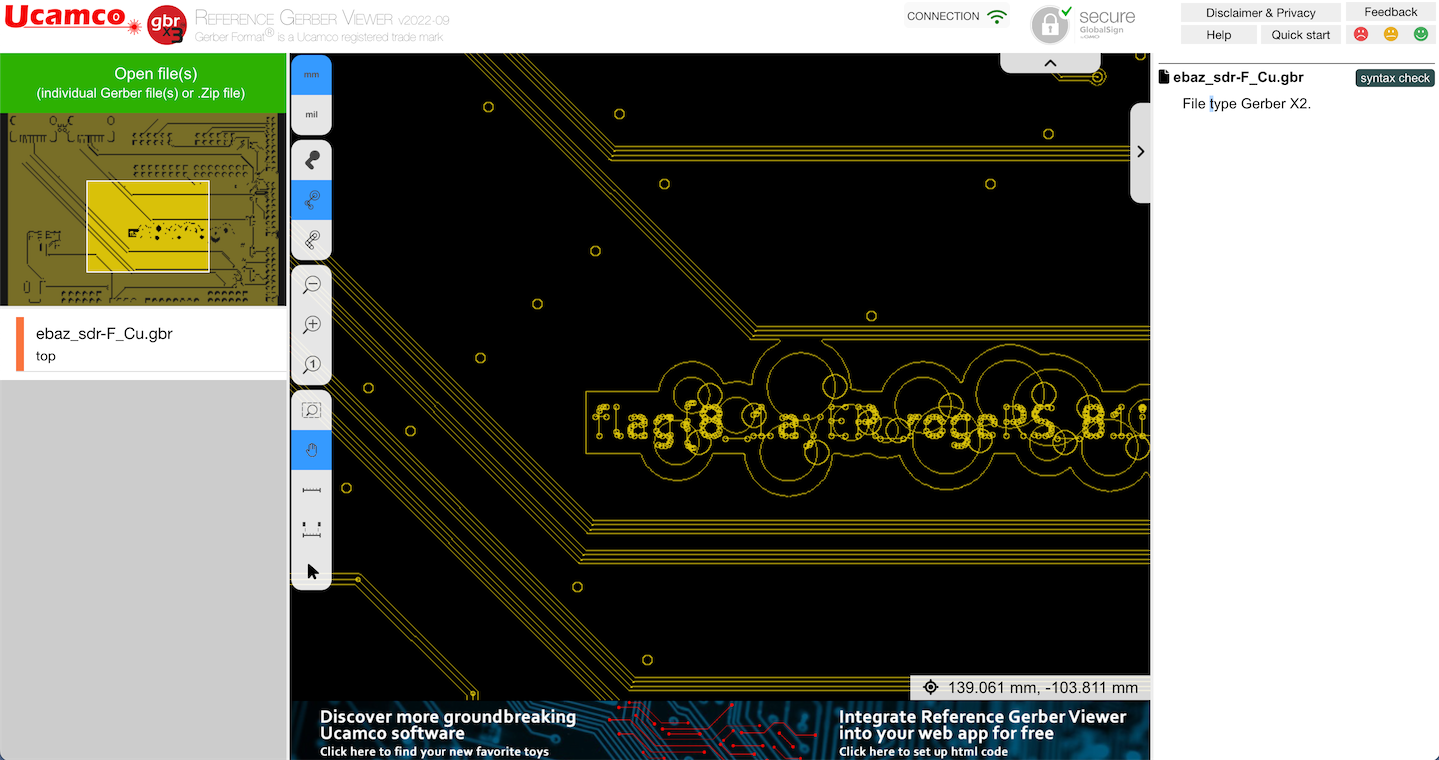 Ucamco
gbr
x3
REFERENCE GERBER VIEWER v2022-09
Gerber Format® is a Ucamco registered trade mark
CONNECTION
secure
GlobalSign
Disclaimer & Privacy
Feedback
Help
Quick start
Open file(s)
(individual Gerber file(s) or .Zip file)
ebaz_sdr-F_Cu.gbr
top
mm
mil
1
139.061 mm, -103.811 mm
ebaz_sdr-F_Cu.gbr
syntax check
File type Gerber X2.
Discover more groundbreaking
Ucamco software
Click here to find your new favorite toys
Integrate Reference Gerber Viewer
into your web app for free
Click here to set up html code